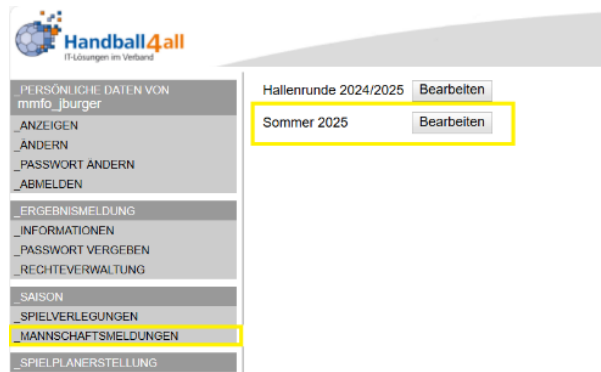 Handball4all
IT-Lösungen im Verband
_PERSÖNLICHE DATEN VON
mmfo_jburger
_ANZEIGEN
_ÄNDERN
_PASSWORT ÄNDERN
_ABMELDEN
_ERGEBNISMELDUNG
_INFORMATIONEN
_PASSWORT VERGEBEN
_RECHTEVERWALTUNG
_SAISON
_SPIELVERLEGUNGEN
_MANNSCHAFTSMELDUNGEN
_SPIELPLANERSTELLUNG
Hallenrunde 2024/2025 Bearbeiten
Sommer 2025 Bearbeiten